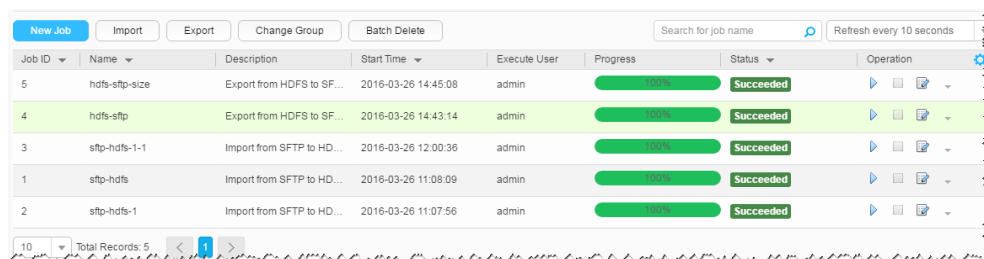 New Job Import Export Change Group Batch Delete Search for job name Refresh every 10 seconds
Job ID Name Description Start Time Execute User Progress Status Operation
5 hdfs-sftp-size Export from HDFS to SF... 2016-03-26 14:45:08 admin 100% Succeeded
4 hdfs-sftp Export from HDFS to SF... 2016-03-26 14:43:14 admin 100% Succeeded
3 sftp-hdfs-1-1 Import from SFTP to HD... 2016-03-26 12:00:36 admin 100% Succeeded
1 sftp-hdfs Import from SFTP to HD... 2016-03-26 11:08:09 admin 100% Succeeded
2 sftp-hdfs-1 Import from SFTP to HD... 2016-03-26 11:07:56 admin 100% Succeeded
10 Total Records: 5 < 1 >